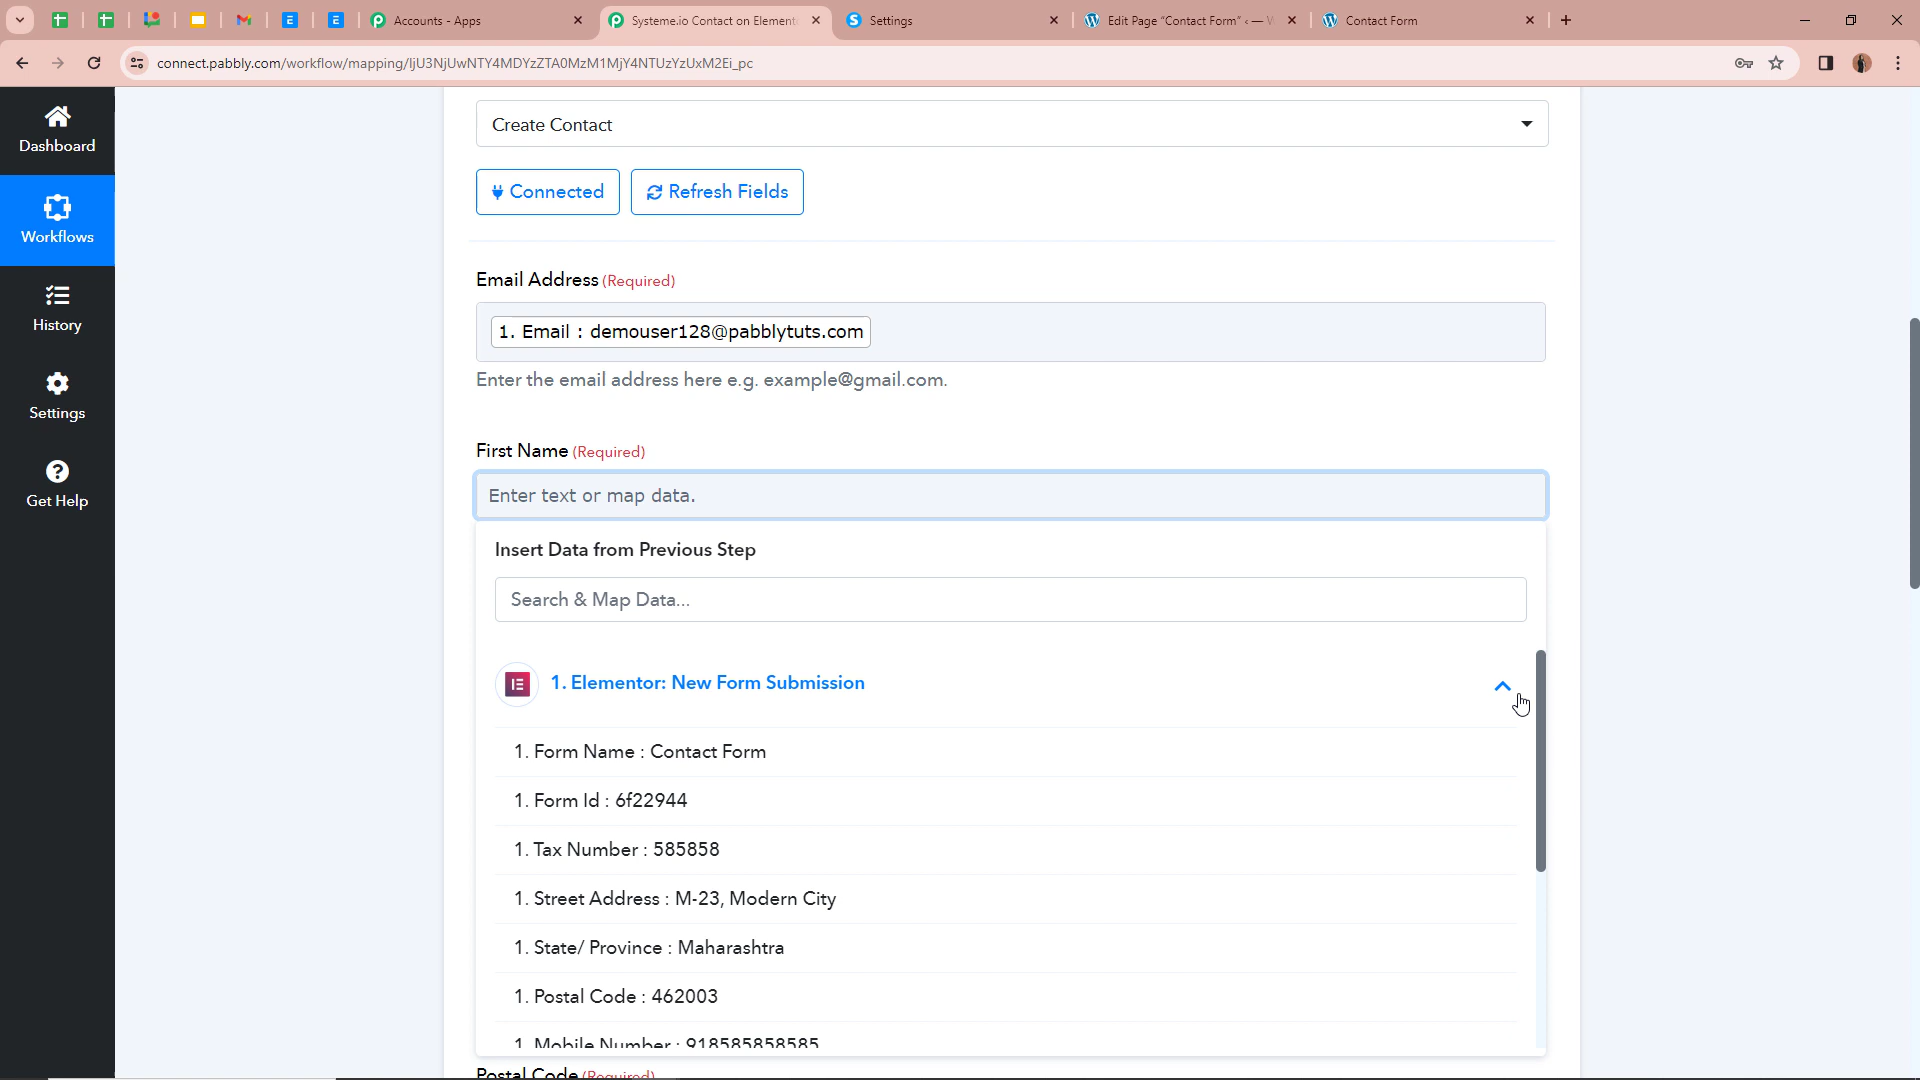 Accounts - Apps
Systeme.io Contact on Element
Settings
Edit Page “Contact Form” ‹ — W
Contact Form
connect.pabbly.com/workflow/mapping/IjU3NjUwNTY4MDYzZTA0MzM1MjY4NTUzYzUxM2Ei_pc
Dashboard
Workflows
History
Settings
Get Help
Create Contact
Connected
Refresh Fields
Email Address (Required)
1. Email : demouser128@pabblytuts.com
Enter the email address here e.g. example@gmail.com.
First Name (Required)
Enter text or map data.
Insert Data from Previous Step
Search & Map Data...
1. Elementor: New Form Submission
1. Form Name : Contact Form
1. Form Id : 6f22944
1. Tax Number : 585858
1. Street Address : M-23, Modern City
1. State/ Province : Maharashtra
1. Postal Code : 462003
1. Mobile Number : 918585858585
Postal Code (Required)